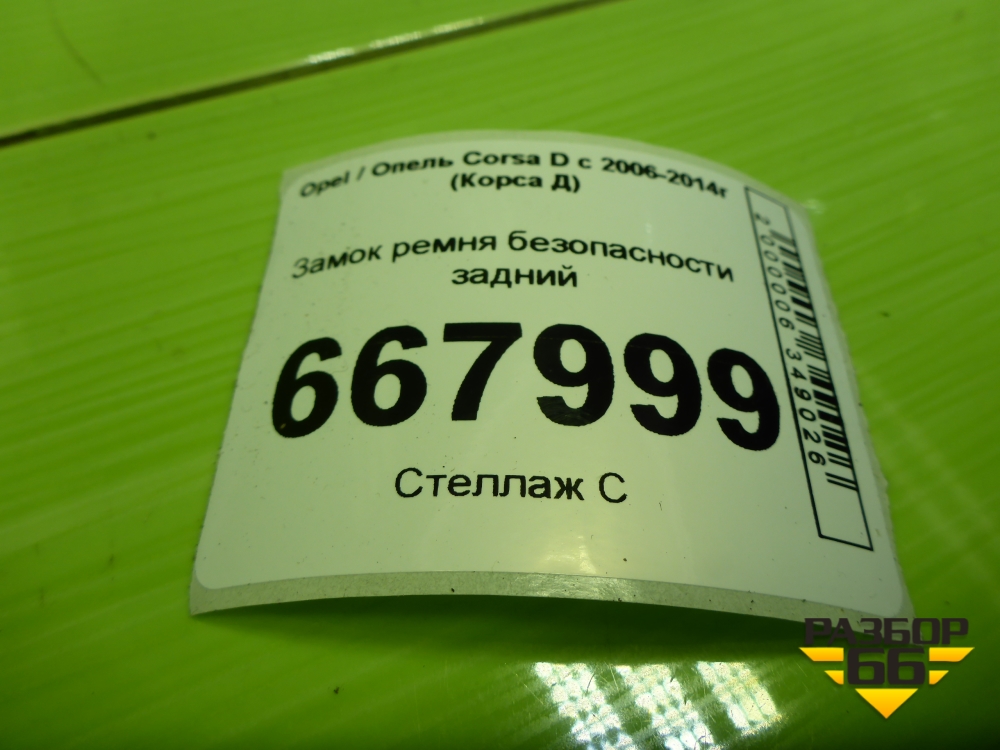 Opel / Опель Corsa D с 2006-2014г
(Корса Д)
Замок ремня безопасности
задний
667999
Стеллаж С
2000006349026
РАЗБОР
66